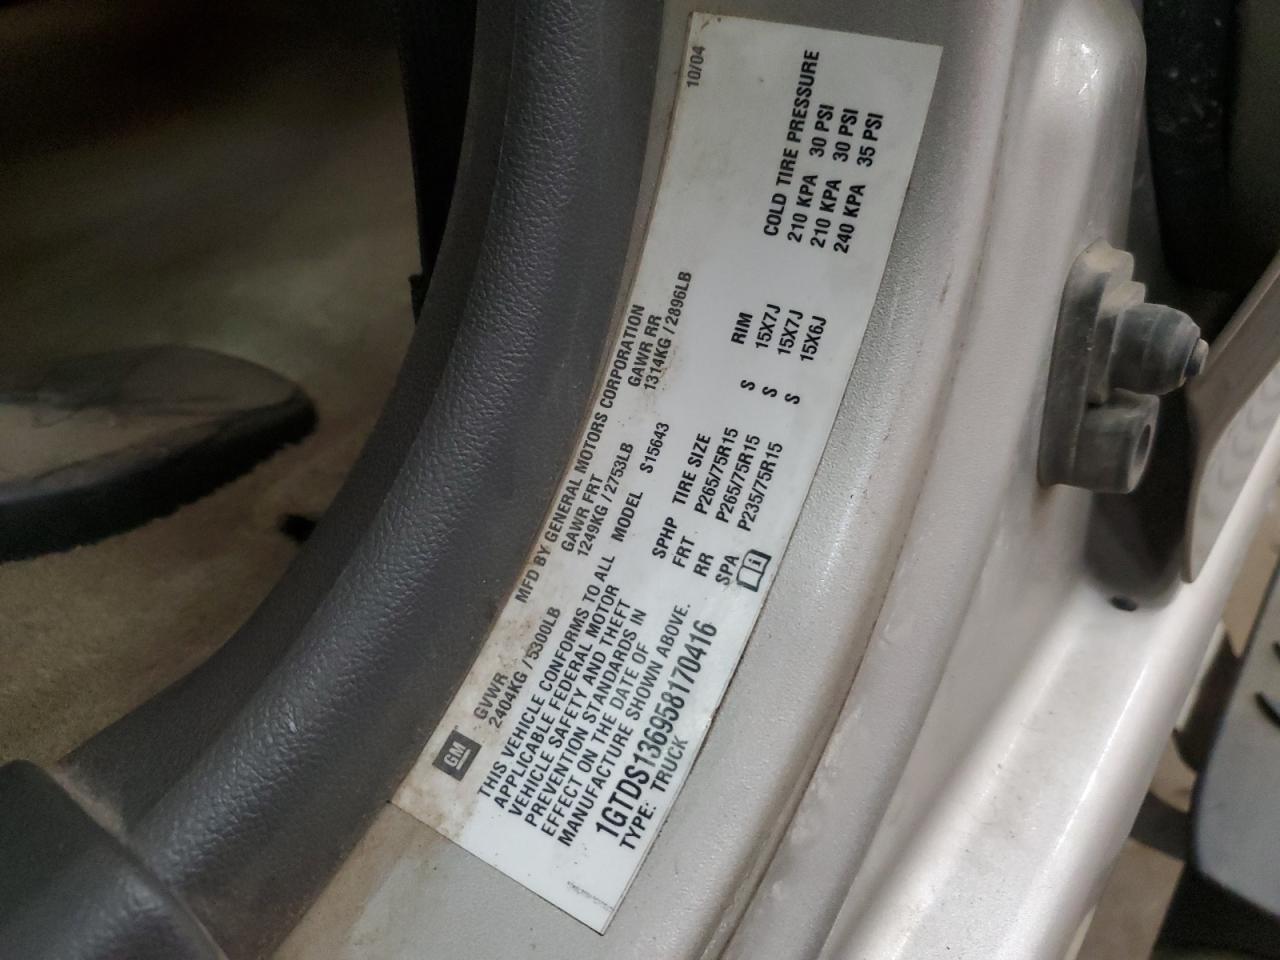 GM
MFD BY GENERAL MOTORS CORPORATION
10/04
GVWR GAWR FRT GAWR RR
2404KG / 5300LB 1249KG / 2753LB 1314KG / 2896LB
THIS VEHICLE CONFORMS TO ALL
APPLICABLE FEDERAL MOTOR
VEHICLE SAFETY AND THEFT
PREVENTION STANDARDS IN
EFFECT ON THE DATE OF
MANUFACTURE SHOWN ABOVE.
1GTDS136958170416
TYPE: TRUCK
MODEL S15643
SPHP TIRE SIZE RIM COLD TIRE PRESSURE
FRT P265/75R15 S 15X7J 210 KPA 30 PSI
RR P265/75R15 S 15X7J 210 KPA 30 PSI
SPA P235/75R15 S 15X6J 240 KPA 35 PSI
i